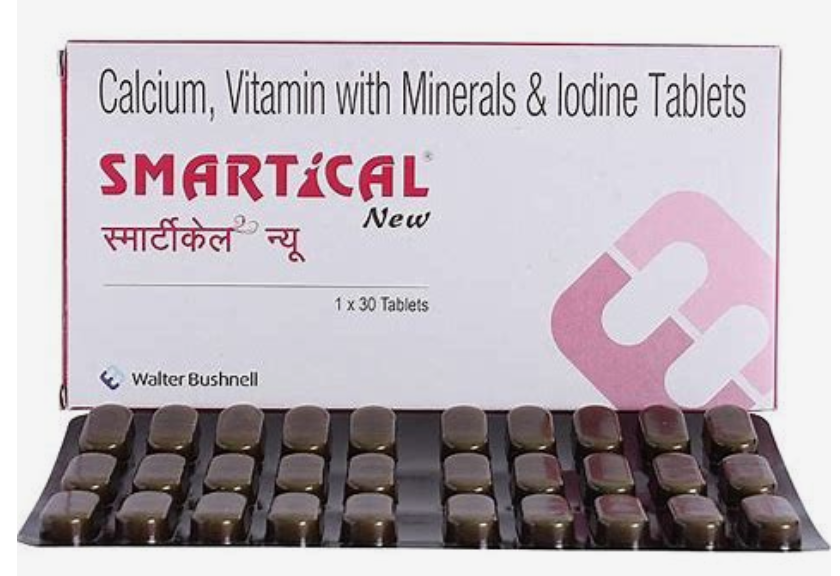 Calcium, Vitamin with Minerals & Iodine Tablets
SMARTiCAL®
New
स्मार्टीकेल न्यू
1 x 30 Tablets
Walter Bushnell